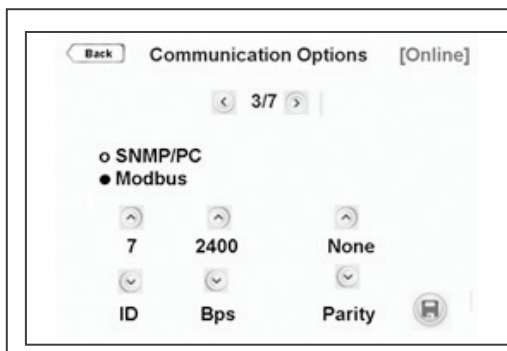 Back Communication Options [Online]
3/7
SNMP/PC
Modbus
7 2400 None
ID Bps Parity